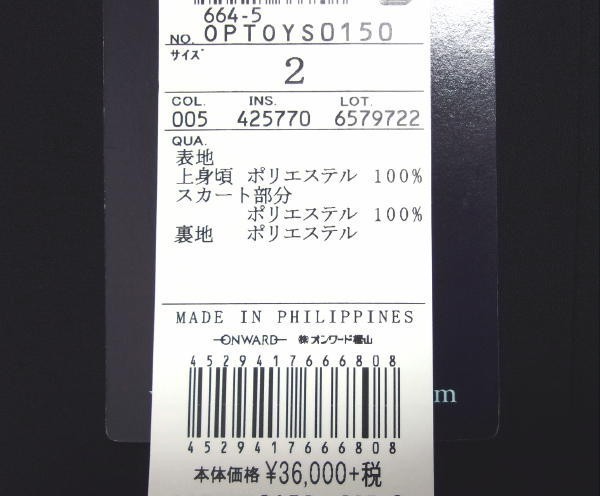 664-5
NO. OPTOYS0150
サイズ
2
COL. INS. LOT.
005 425770 6579722
QUA.
表地
上身頃 ポリエステル 100%
スカート部分
ポリエステル 100%
裏地 ポリエステル
MADE IN PHILIPPINES
ONWARD ㈱オンワード樫山
4529417666808
4529417666808
m
本体価格 ¥36,000+税